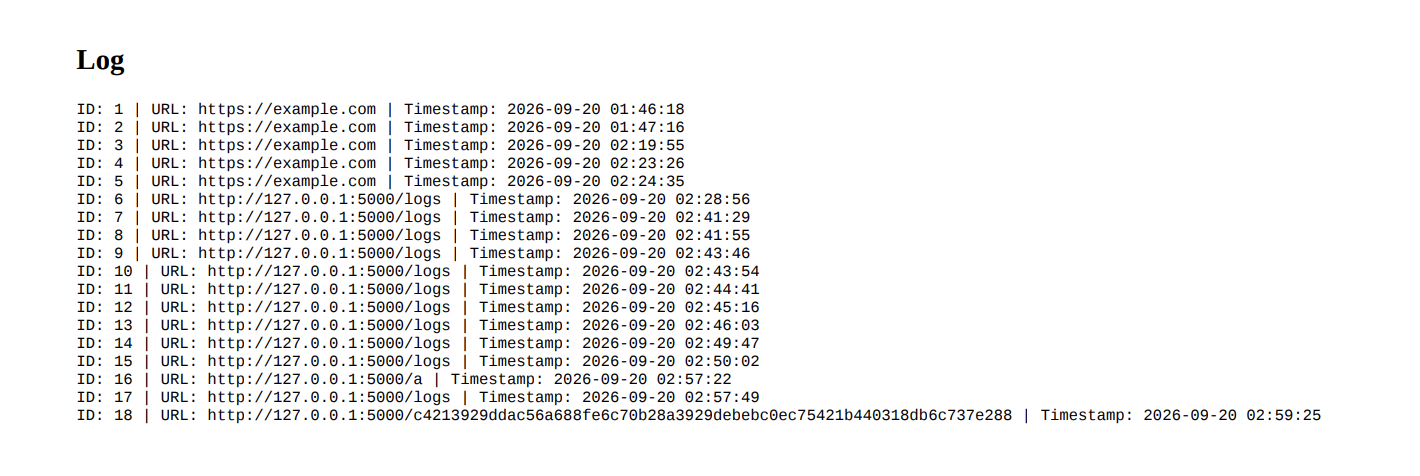 Log
ID: 1 | URL: https://example.com | Timestamp: 2026-09-20 01:46:18
ID: 2 | URL: https://example.com | Timestamp: 2026-09-20 01:47:16
ID: 3 | URL: https://example.com | Timestamp: 2026-09-20 02:19:55
ID: 4 | URL: https://example.com | Timestamp: 2026-09-20 02:23:26
ID: 5 | URL: https://example.com | Timestamp: 2026-09-20 02:24:35
ID: 6 | URL: http://127.0.0.1:5000/logs | Timestamp: 2026-09-20 02:28:56
ID: 7 | URL: http://127.0.0.1:5000/logs | Timestamp: 2026-09-20 02:41:29
ID: 8 | URL: http://127.0.0.1:5000/logs | Timestamp: 2026-09-20 02:41:55
ID: 9 | URL: http://127.0.0.1:5000/logs | Timestamp: 2026-09-20 02:43:46
ID: 10 | URL: http://127.0.0.1:5000/logs | Timestamp: 2026-09-20 02:43:54
ID: 11 | URL: http://127.0.0.1:5000/logs | Timestamp: 2026-09-20 02:44:41
ID: 12 | URL: http://127.0.0.1:5000/logs | Timestamp: 2026-09-20 02:45:16
ID: 13 | URL: http://127.0.0.1:5000/logs | Timestamp: 2026-09-20 02:46:03
ID: 14 | URL: http://127.0.0.1:5000/logs | Timestamp: 2026-09-20 02:49:47
ID: 15 | URL: http://127.0.0.1:5000/logs | Timestamp: 2026-09-20 02:50:02
ID: 16 | URL: http://127.0.0.1:5000/a | Timestamp: 2026-09-20 02:57:22
ID: 17 | URL: http://127.0.0.1:5000/logs | Timestamp: 2026-09-20 02:57:49
ID: 18 | URL: http://127.0.0.1:5000/c4213929ddac56a688fe6c70b28a3929debebc0ec75421b440318db6c737e288 | Timestamp: 2026-09-20 02:59:25